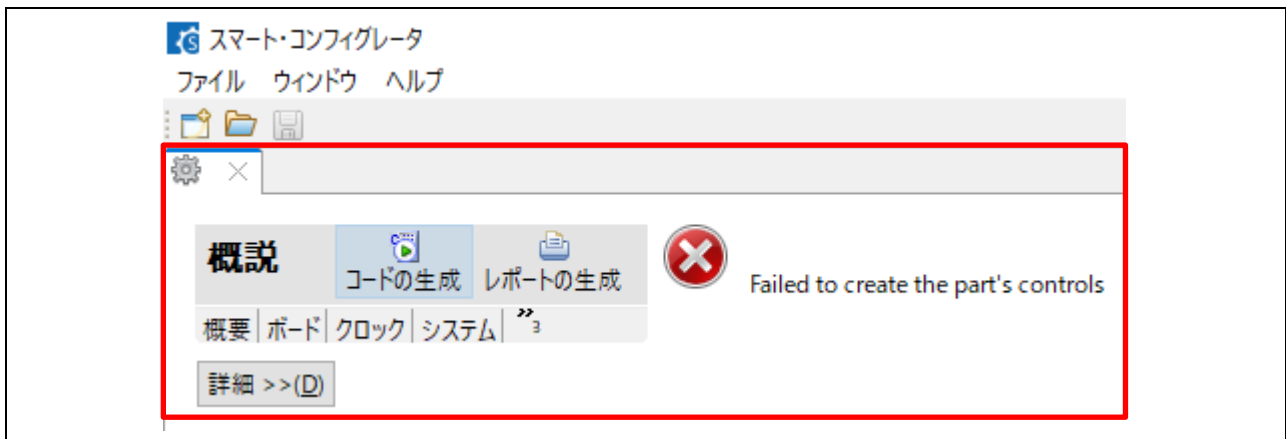 スマート・コンフィグレータ
ファイル ウィンドウ ヘルプ
概説
コードの生成 レポートの生成
Failed to create the part's controls
概要 ボード クロック システム »3
詳細 >>(D)